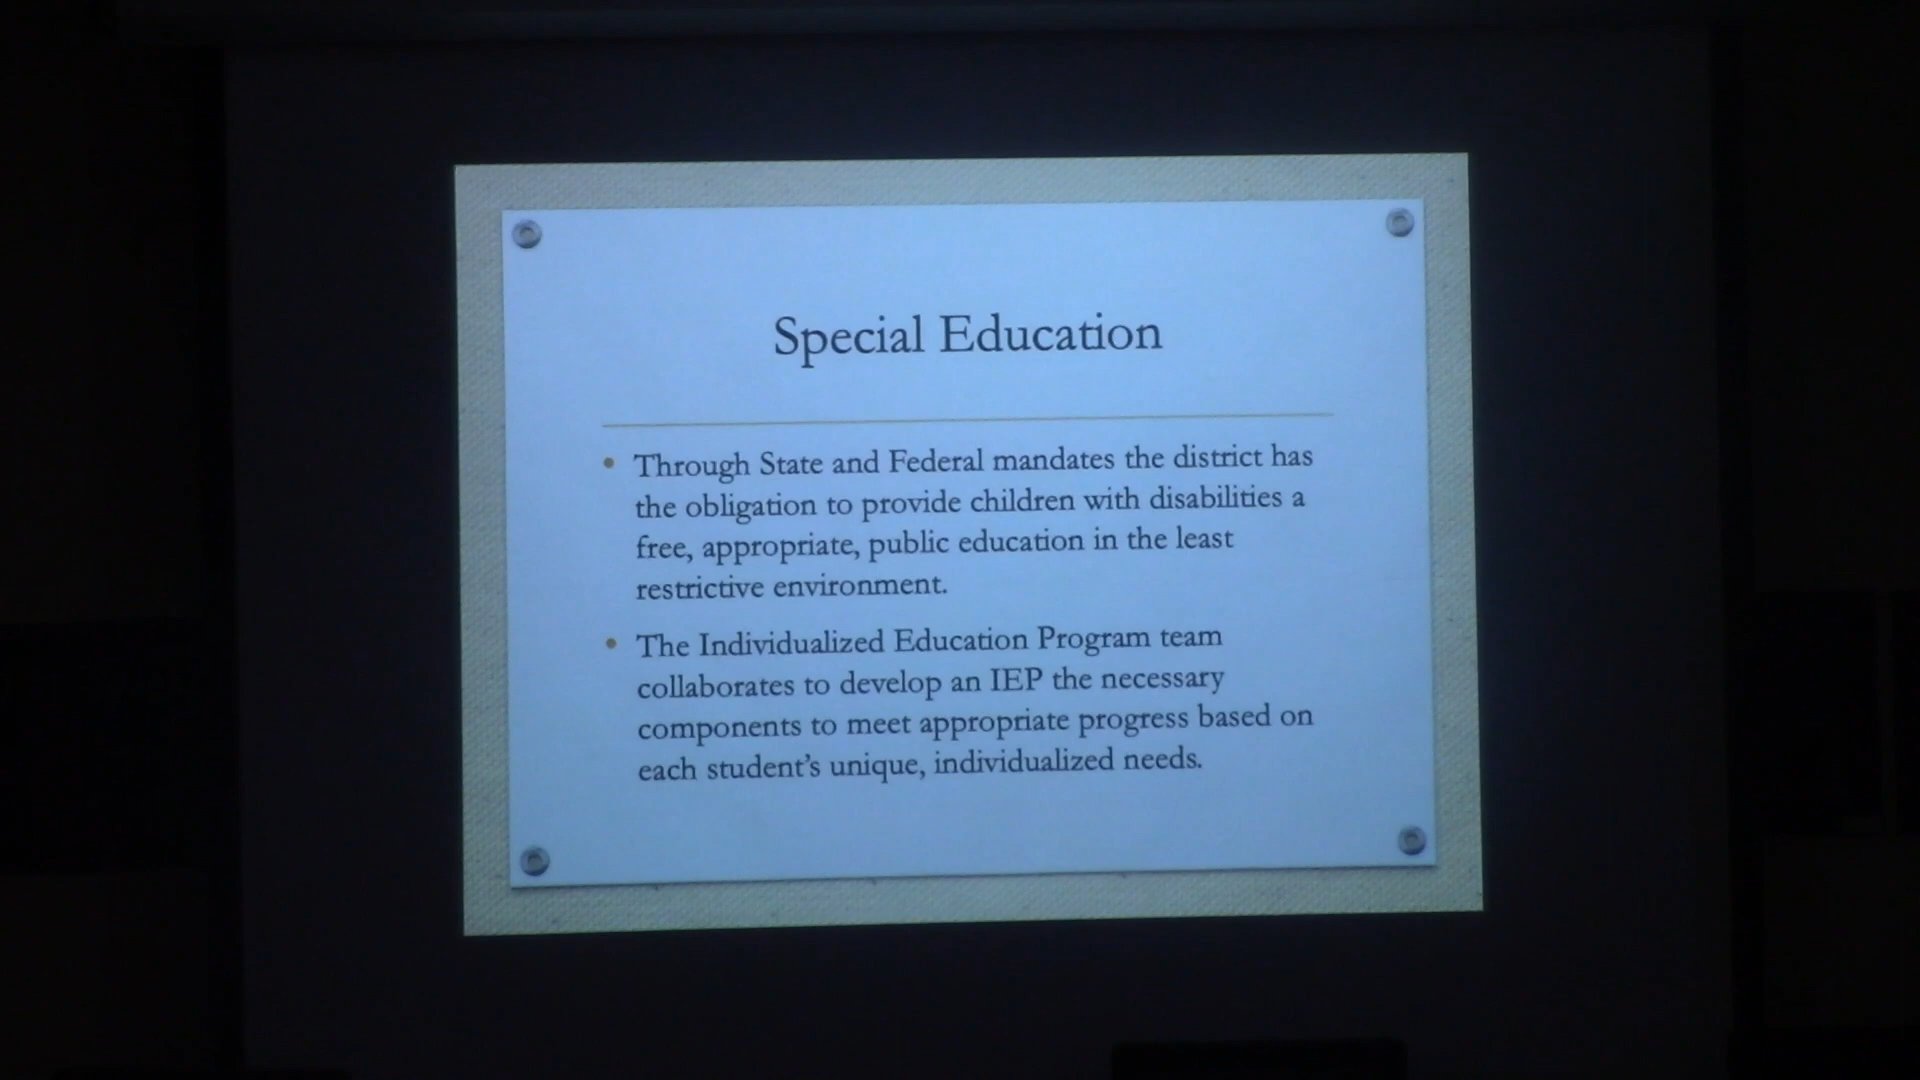 Special Education
• Through State and Federal mandates the district has
the obligation to provide children with disabilities a
free, appropriate, public education in the least
restrictive environment.
• The Individualized Education Program team
collaborates to develop an IEP the necessary
components to meet appropriate progress based on
each student's unique, individualized needs.